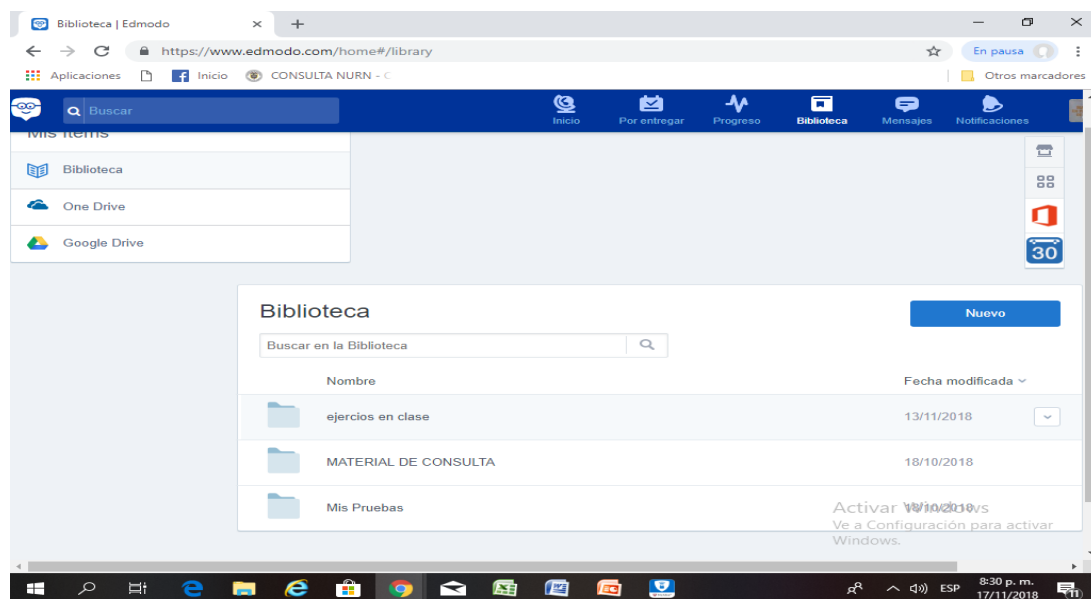 Biblioteca | Edmodo
https://www.edmodo.com/home#/library
En pausa
Aplicaciones
Inicio
CONSULTA NURN - C
Otros marcadores
Buscar
Inicio
Por entregar
Progreso
Biblioteca
Mensajes
Notificaciones
Mis Items
Biblioteca
One Drive
Google Drive
30
Biblioteca
Nuevo
Buscar en la Biblioteca
Nombre
Fecha modificada
ejercios en clase
13/11/2018
MATERIAL DE CONSULTA
18/10/2018
Mis Pruebas
18/10/2018
Activar Windows
Ve a Configuración para activar
Windows.
ESP
8:30 p. m.
17/11/2018